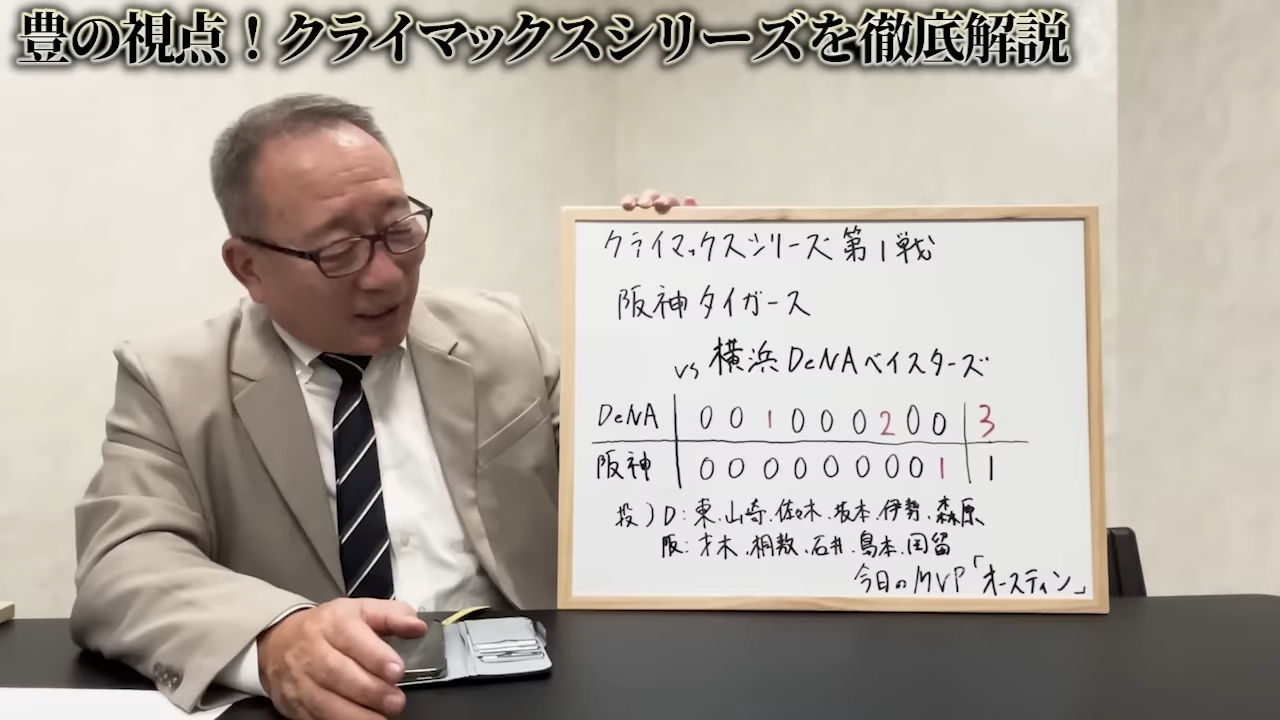 豊の視点！クライマックスシリーズを徹底解説
クライマックスシリーズ第1戦
阪神タイガース
vs 横浜DeNAベイスターズ
DeNA 0 0 1 0 0 0 2 0 0 3
阪神 0 0 0 0 0 0 0 0 1 1
投）D：東、山﨑、佐々木、坂本、伊勢、森原
阪：才木、桐敷、石井、島本、岡留
今日のMVP「オースティン」